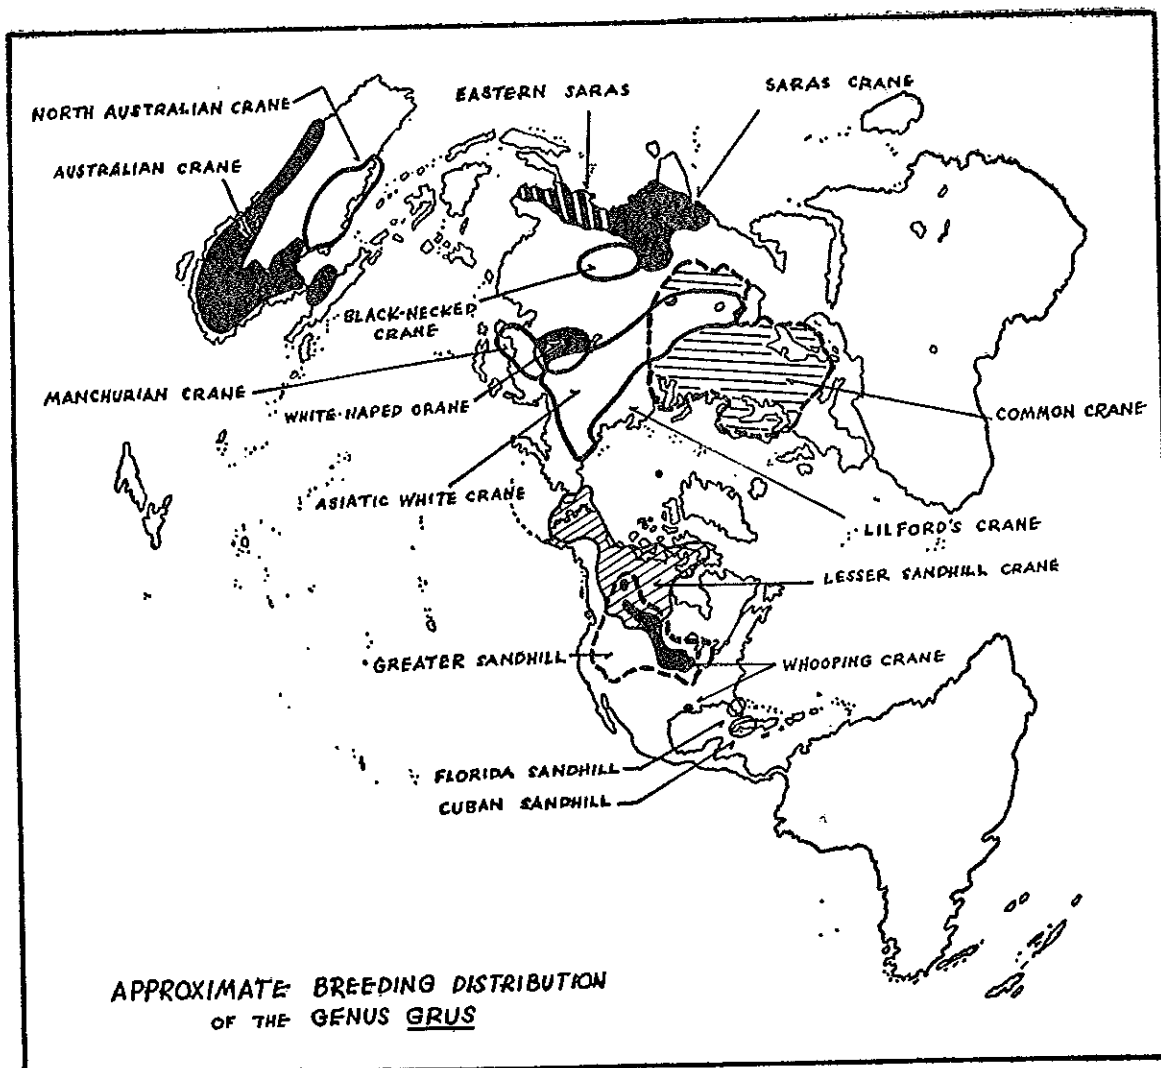 NORTH AUSTRALIAN CRANE
AUSTRALIAN CRANE
EASTERN SARAS
SARAS CRANE
BLACK-NECKED
CRANE
MANCHURIAN CRANE
WHITE-NAPED CRANE
COMMON CRANE
ASIATIC WHITE CRANE
LILFORD'S CRANE
LESSER SANDHILL CRANE
GREATER SANDHILL
WHOOPING CRANE
FLORIDA SANDHILL
CUBAN SANDHILL
APPROXIMATE BREEDING DISTRIBUTION
OF THE GENUS GRUS